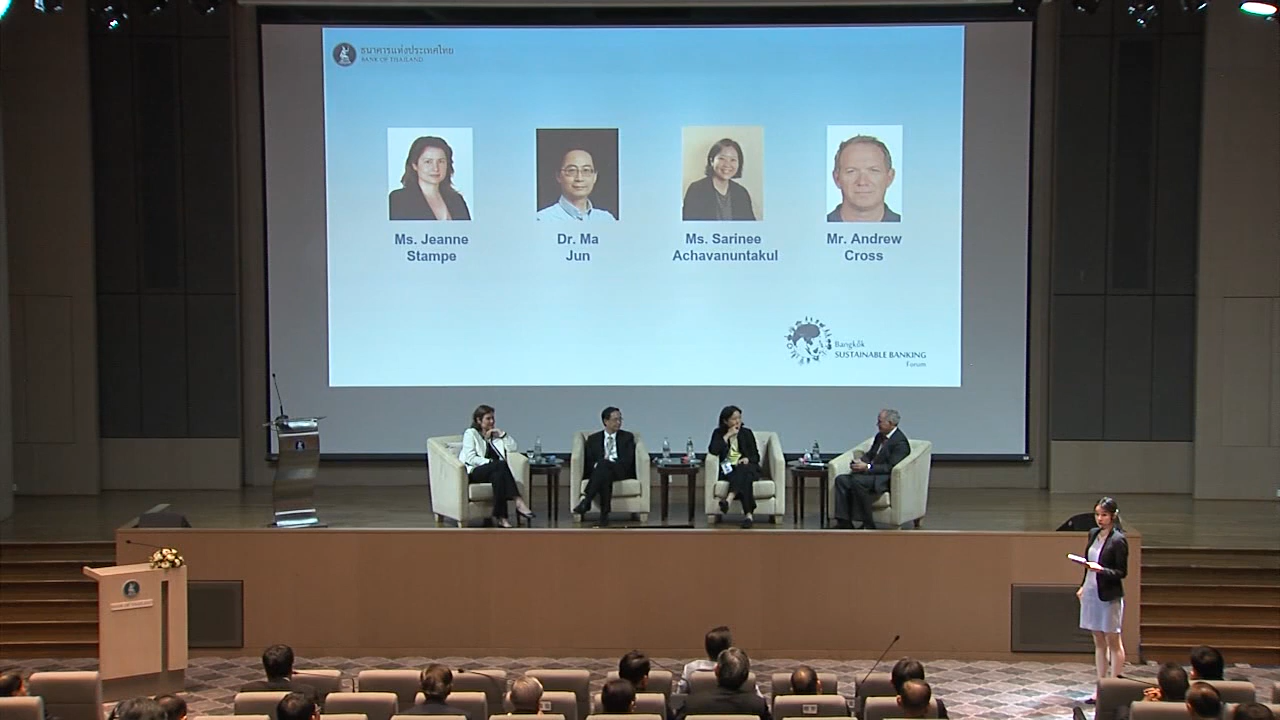 ธนาคารแห่งประเทศไทย
BANK OF THAILAND
Ms. Jeanne
Stampe
Dr. Ma
Jun
Ms. Sarinee
Achavanuntakul
Mr. Andrew
Cross
Bangkok
SUSTAINABLE BANKING
Forum